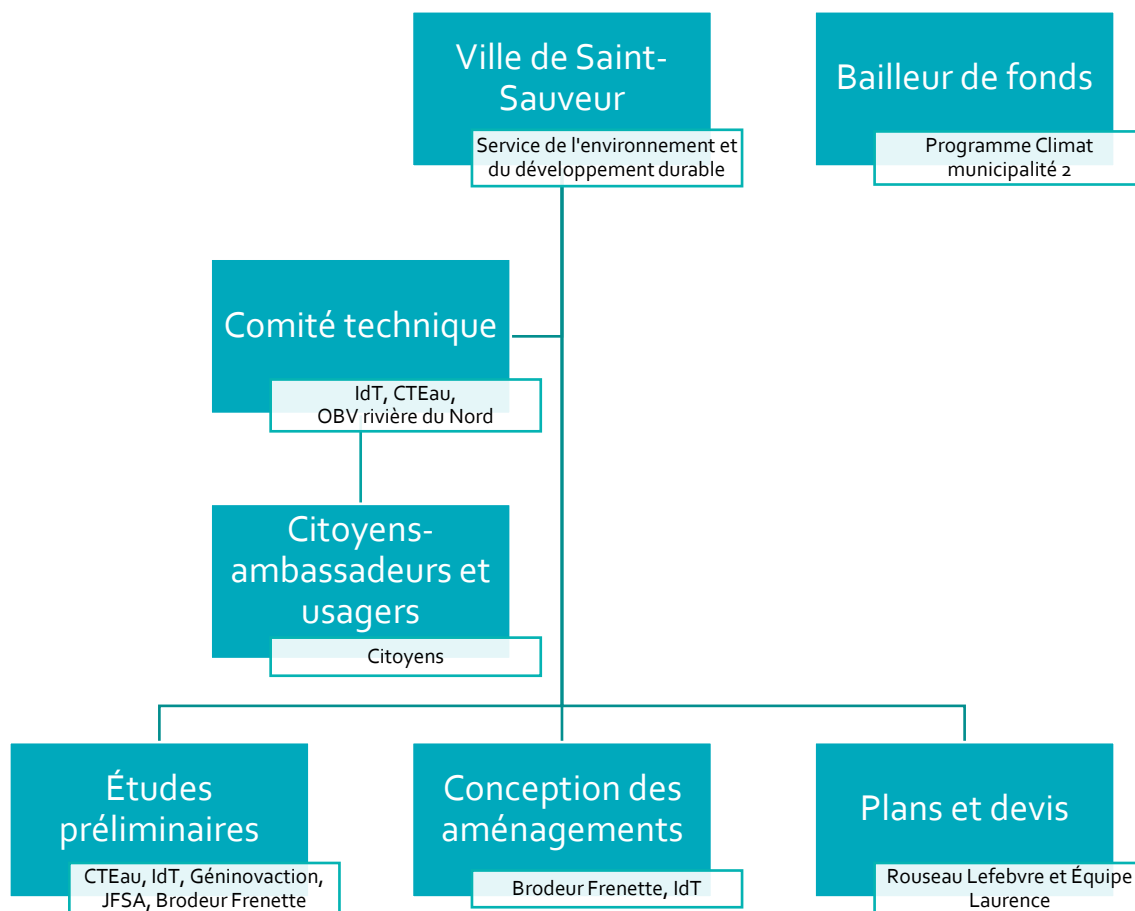 Ville de Saint-
Sauveur
Service de l'environnement et
du développement durable
Bailleur de fonds
Programme Climat
municipalité 2
Comité technique
IdT, CTEau,
OBV rivière du Nord
Citoyens-
ambassadeurs et
usagers
Citoyens
Études
préliminaires
CTEau, IdT, Géninovaction,
JFSA, Brodeur Frenette
Conception des
aménagements
Brodeur Frenette, IdT
Plans et devis
Rouseau Lefebvre et Équipe
Laurence